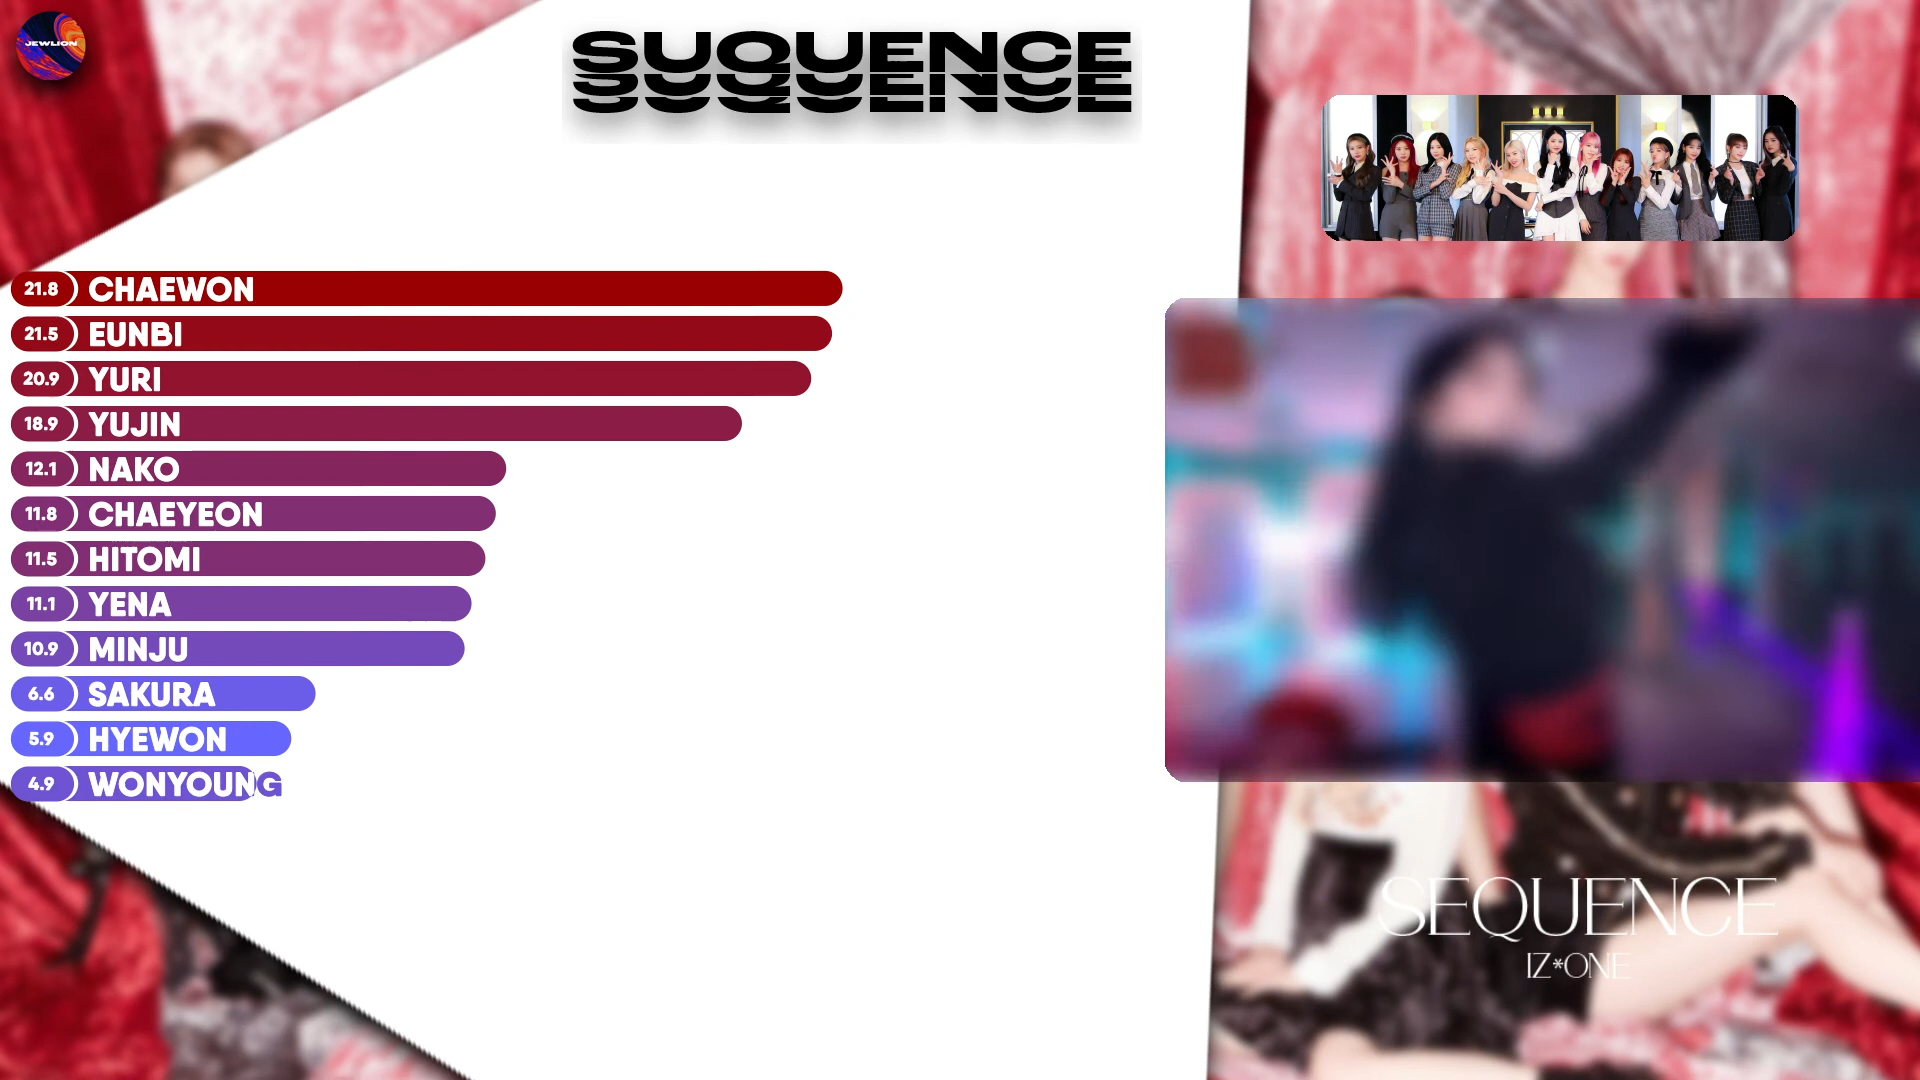 JEWLION
SUQUENCE
SUQUENCE
SUQUENCE
21.8 CHAEWON
21.5 EUNBI
20.9 YURI
18.9 YUJIN
12.1 NAKO
11.8 CHAEYEON
11.5 HITOMI
11.1 YENA
10.9 MINJU
6.6 SAKURA
5.9 HYEWON
4.9 WONYOUNG
SEQUENCE
IZ*ONE